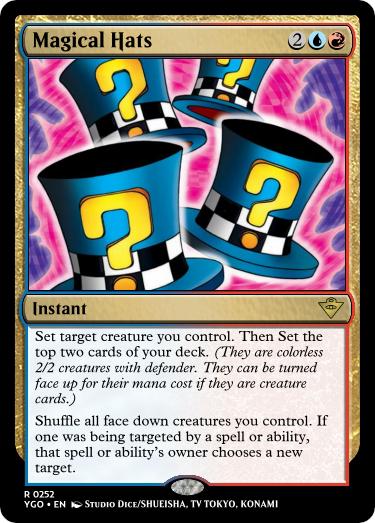 Magical Hats 2
? ? ? ?
Instant
Set target creature you control. Then Set the
top two cards of your deck. (They are colorless
2/2 creatures with defender. They can be turned
face up for their mana cost if they are creature
cards.)
Shuffle all face down creatures you control. If
one was being targeted by a spell or ability,
that spell or ability's owner chooses a new
target.
R 0252
YGO • EN Studio Dice/SHUEISHA, TV TOKYO, KONAMI